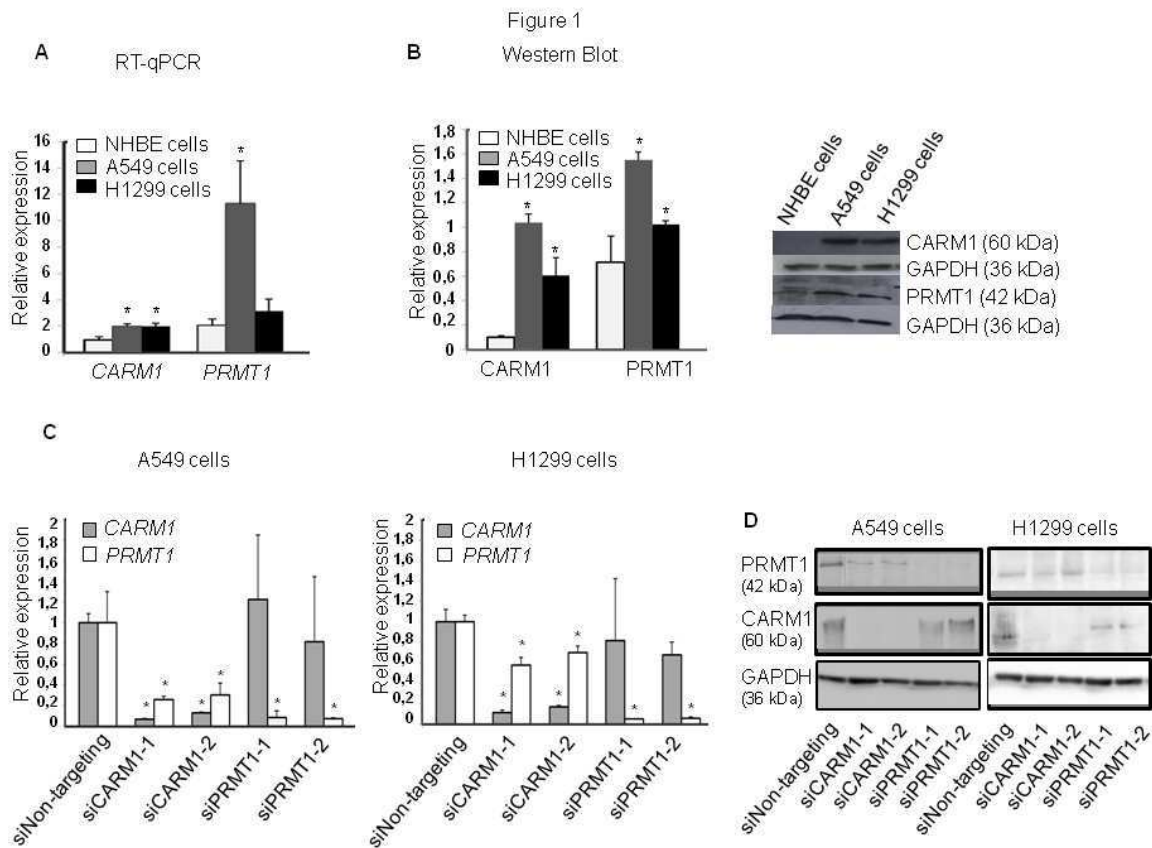 Figure 1
A
RT-qPCR
Relative expression
16
14
12
10
8
6
4
2
0
NHBE cells
A549 cells
H1299 cells
* * *
CARM1 PRMT1
B
Western Blot
Relative expression
1,8
1,6
1,4
1,2
1
0,8
0,6
0,4
0,2
0
NHBE cells
A549 cells
H1299 cells
* * * *
CARM1 PRMT1
NHBE cells
A549 cells
H1299 cells
CARM1 (60 kDa)
GAPDH (36 kDa)
PRMT1 (42 kDa)
GAPDH (36 kDa)
C
A549 cells
Relative expression
2
1,8
1,6
1,4
1,2
1
0,8
0,6
0,4
0,2
0
CARM1
PRMT1
* * * * * *
siNon-targeting
siCARM1-1
siCARM1-2
siPRMT1-1
siPRMT1-2
H1299 cells
Relative expression
2
1,8
1,6
1,4
1,2
1
0,8
0,6
0,4
0,2
0
CARM1
PRMT1
* * * * * *
siNon-targeting
siCARM1-1
siCARM1-2
siPRMT1-1
siPRMT1-2
D
A549 cells H1299 cells
PRMT1
(42 kDa)
CARM1
(60 kDa)
GAPDH
(36 kDa)
siNon-targeting
siCARM1-1
siCARM1-2
siPRMT1-1
siPRMT1-2
siNon-targeting
siCARM1-1
siCARM1-2
siPRMT1-1
siPRMT1-2